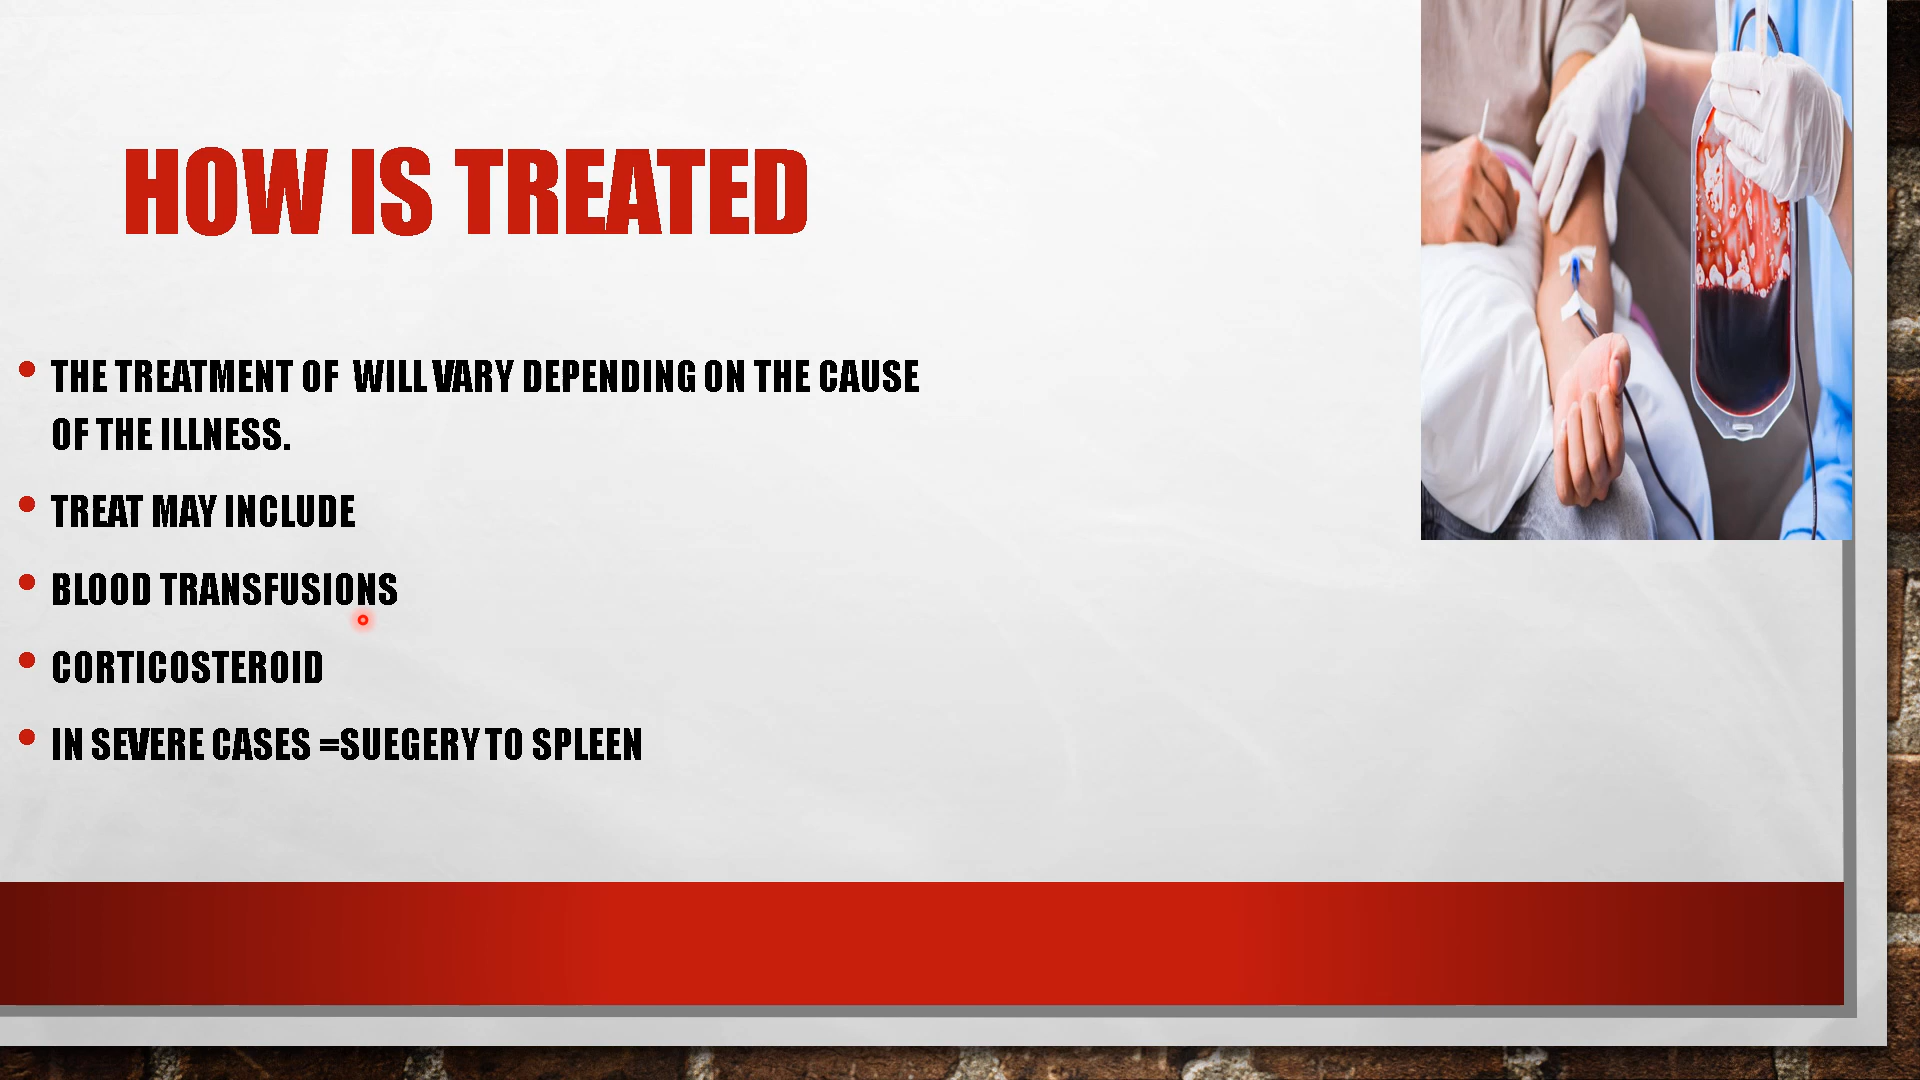 HOW IS TREATED
• THE TREATMENT OF  WILL VARY DEPENDING ON THE CAUSE
OF THE ILLNESS.
• TREAT MAY INCLUDE
• BLOOD TRANSFUSIONS
• CORTICOSTEROID
• IN SEVERE CASES =SUEGERY TO SPLEEN